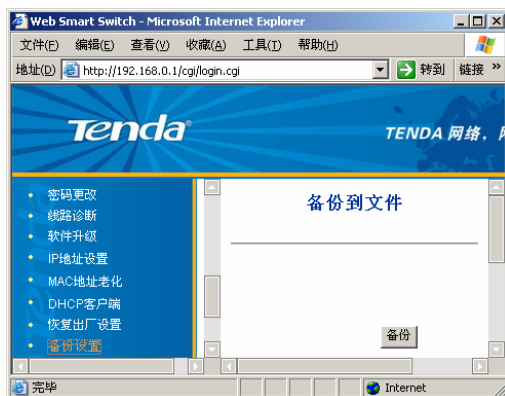 Web Smart Switch - Microsoft Internet Explorer
文件(F) 编辑(E) 查看(V) 收藏(A) 工具(T) 帮助(H)
地址(D) http://192.168.0.1/cgi/login.cgi 转到 链接 »
Tenda®
TENDA 网络，
密码更改
线路诊断
软件升级
IP地址设置
MAC地址老化
DHCP客户端
恢复出厂设置
备份设置
备份到文件
备份
完毕 Internet